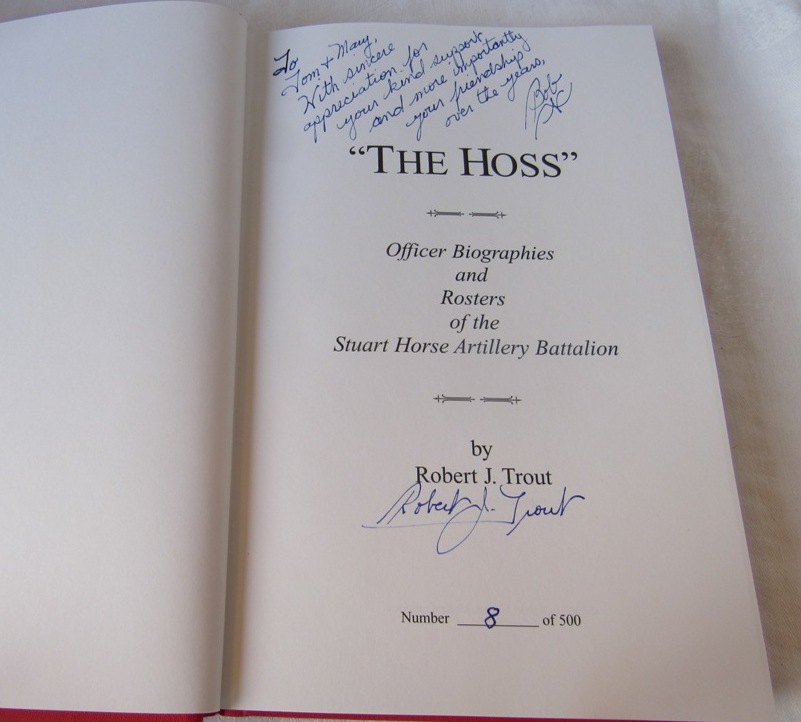 To
Tom + Mary,
With sincere
appreciation for
your kind support
and more importantly
your friendship
over the years,
Bob
"THE HOSS"
Officer Biographies
and
Rosters
of the
Stuart Horse Artillery Battalion
by
Robert J. Trout
Robert J. Trout
Number 8 of 500